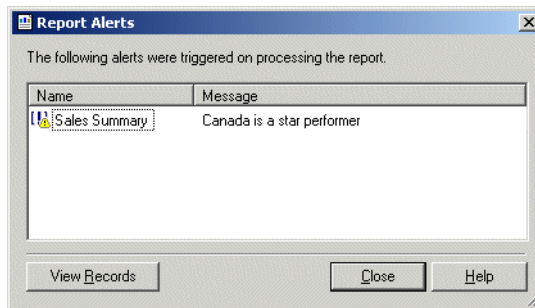 Report Alerts
The following alerts were triggered on processing the report.
Name Message
Sales Summary Canada is a star performer
View Records Close Help